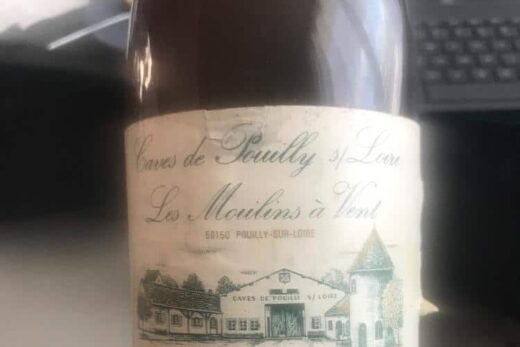 Caves de Pouilly s/ Loire
Les Moulins à Vent
58150 POUILLY-SUR-LOIRE
CAVES DE POUILLY S/ LOIRE